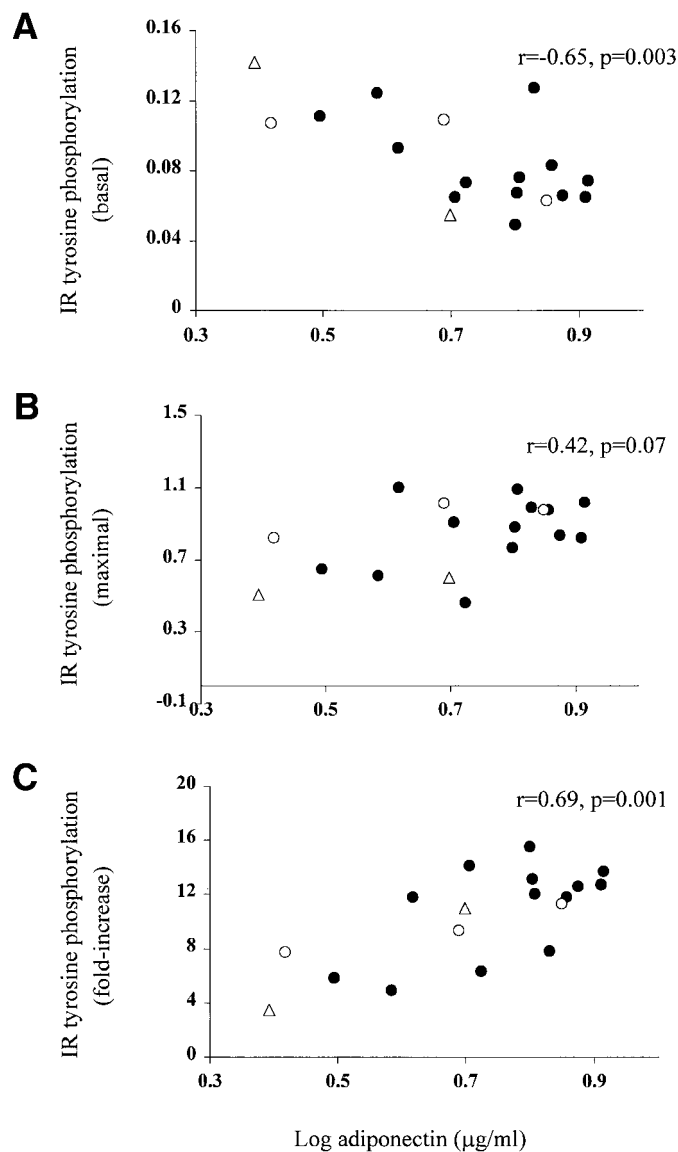 A
IR tyrosine phosphorylation
(basal)
0.16
0.12
0.08
0.04
0
r=-0.65, p=0.003
0.3 0.5 0.7 0.9
B
IR tyrosine phosphorylation
(maximal)
1.5
1.1
0.7
0.3
-0.1
r=0.42, p=0.07
0.3 0.5 0.7 0.9
C
IR tyrosine phosphorylation
(fold-increase)
20
16
12
8
4
0
r=0.69, p=0.001
0.3 0.5 0.7 0.9
Log adiponectin (μg/ml)